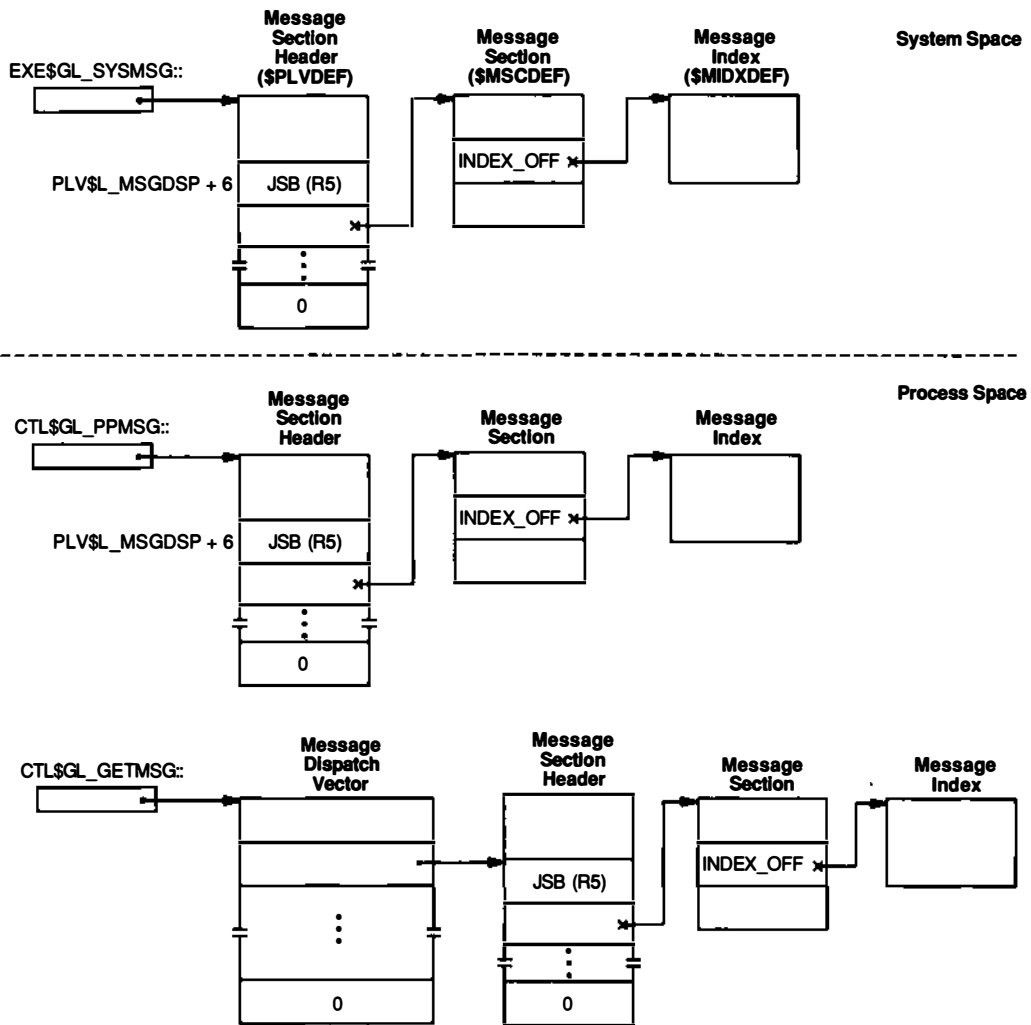 Message
Section
Header
($PLVDEF)
Message
Section
($MSCDEF)
Message
Index
($MIDXDEF)
System Space
EXE$GL_SYSMSG::
INDEX_OFF
PLV$L_MSGDSP + 6
JSB (R5)
0
Process Space
Message
Section
Header
Message
Section
Message
Index
CTL$GL_PPMSG::
INDEX_OFF
PLV$L_MSGDSP + 6
JSB (R5)
0
Message
Dispatch
Vector
Message
Section
Header
Message
Section
Message
Index
CTL$GL_GETMSG::
INDEX_OFF
JSB (R5)
0
0